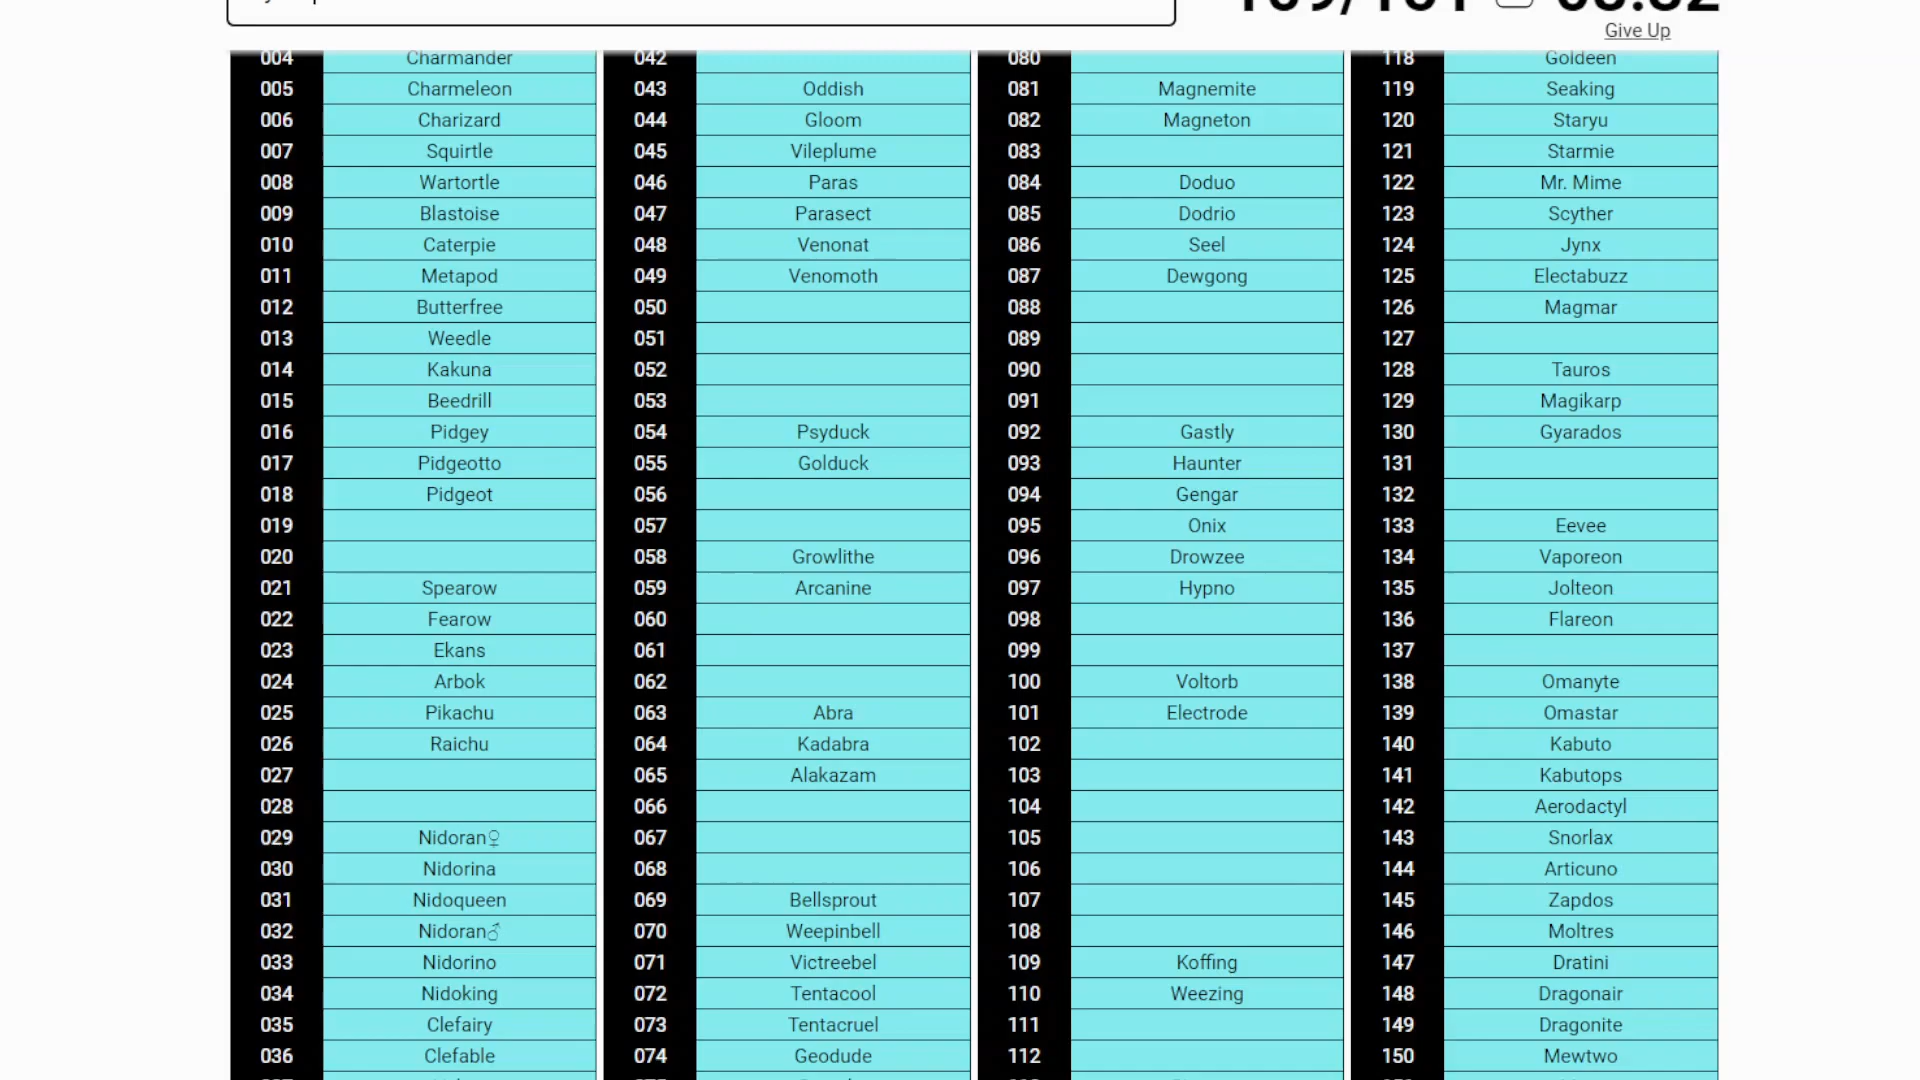 Give Up
004 Charmander 042 080 118 Goldeen
005 Charmeleon 043 Oddish 081 Magnemite 119 Seaking
006 Charizard 044 Gloom 082 Magneton 120 Staryu
007 Squirtle 045 Vileplume 083 121 Starmie
008 Wartortle 046 Paras 084 Doduo 122 Mr. Mime
009 Blastoise 047 Parasect 085 Dodrio 123 Scyther
010 Caterpie 048 Venonat 086 Seel 124 Jynx
011 Metapod 049 Venomoth 087 Dewgong 125 Electabuzz
012 Butterfree 050 088 126 Magmar
013 Weedle 051 089 127
014 Kakuna 052 090 128 Tauros
015 Beedrill 053 091 129 Magikarp
016 Pidgey 054 Psyduck 092 Gastly 130 Gyarados
017 Pidgeotto 055 Golduck 093 Haunter 131
018 Pidgeot 056 094 Gengar 132
019 057 095 Onix 133 Eevee
020 058 Growlithe 096 Drowzee 134 Vaporeon
021 Spearow 059 Arcanine 097 Hypno 135 Jolteon
022 Fearow 060 098 136 Flareon
023 Ekans 061 099 137
024 Arbok 062 100 Voltorb 138 Omanyte
025 Pikachu 063 Abra 101 Electrode 139 Omastar
026 Raichu 064 Kadabra 102 140 Kabuto
027 065 Alakazam 103 141 Kabutops
028 066 104 142 Aerodactyl
029 Nidoran♀ 067 105 143 Snorlax
030 Nidorina 068 106 144 Articuno
031 Nidoqueen 069 Bellsprout 107 145 Zapdos
032 Nidoran♂ 070 Weepinbell 108 146 Moltres
033 Nidorino 071 Victreebel 109 Koffing 147 Dratini
034 Nidoking 072 Tentacool 110 Weezing 148 Dragonair
035 Clefairy 073 Tentacruel 111 149 Dragonite
036 Clefable 074 Geodude 112 150 Mewtwo